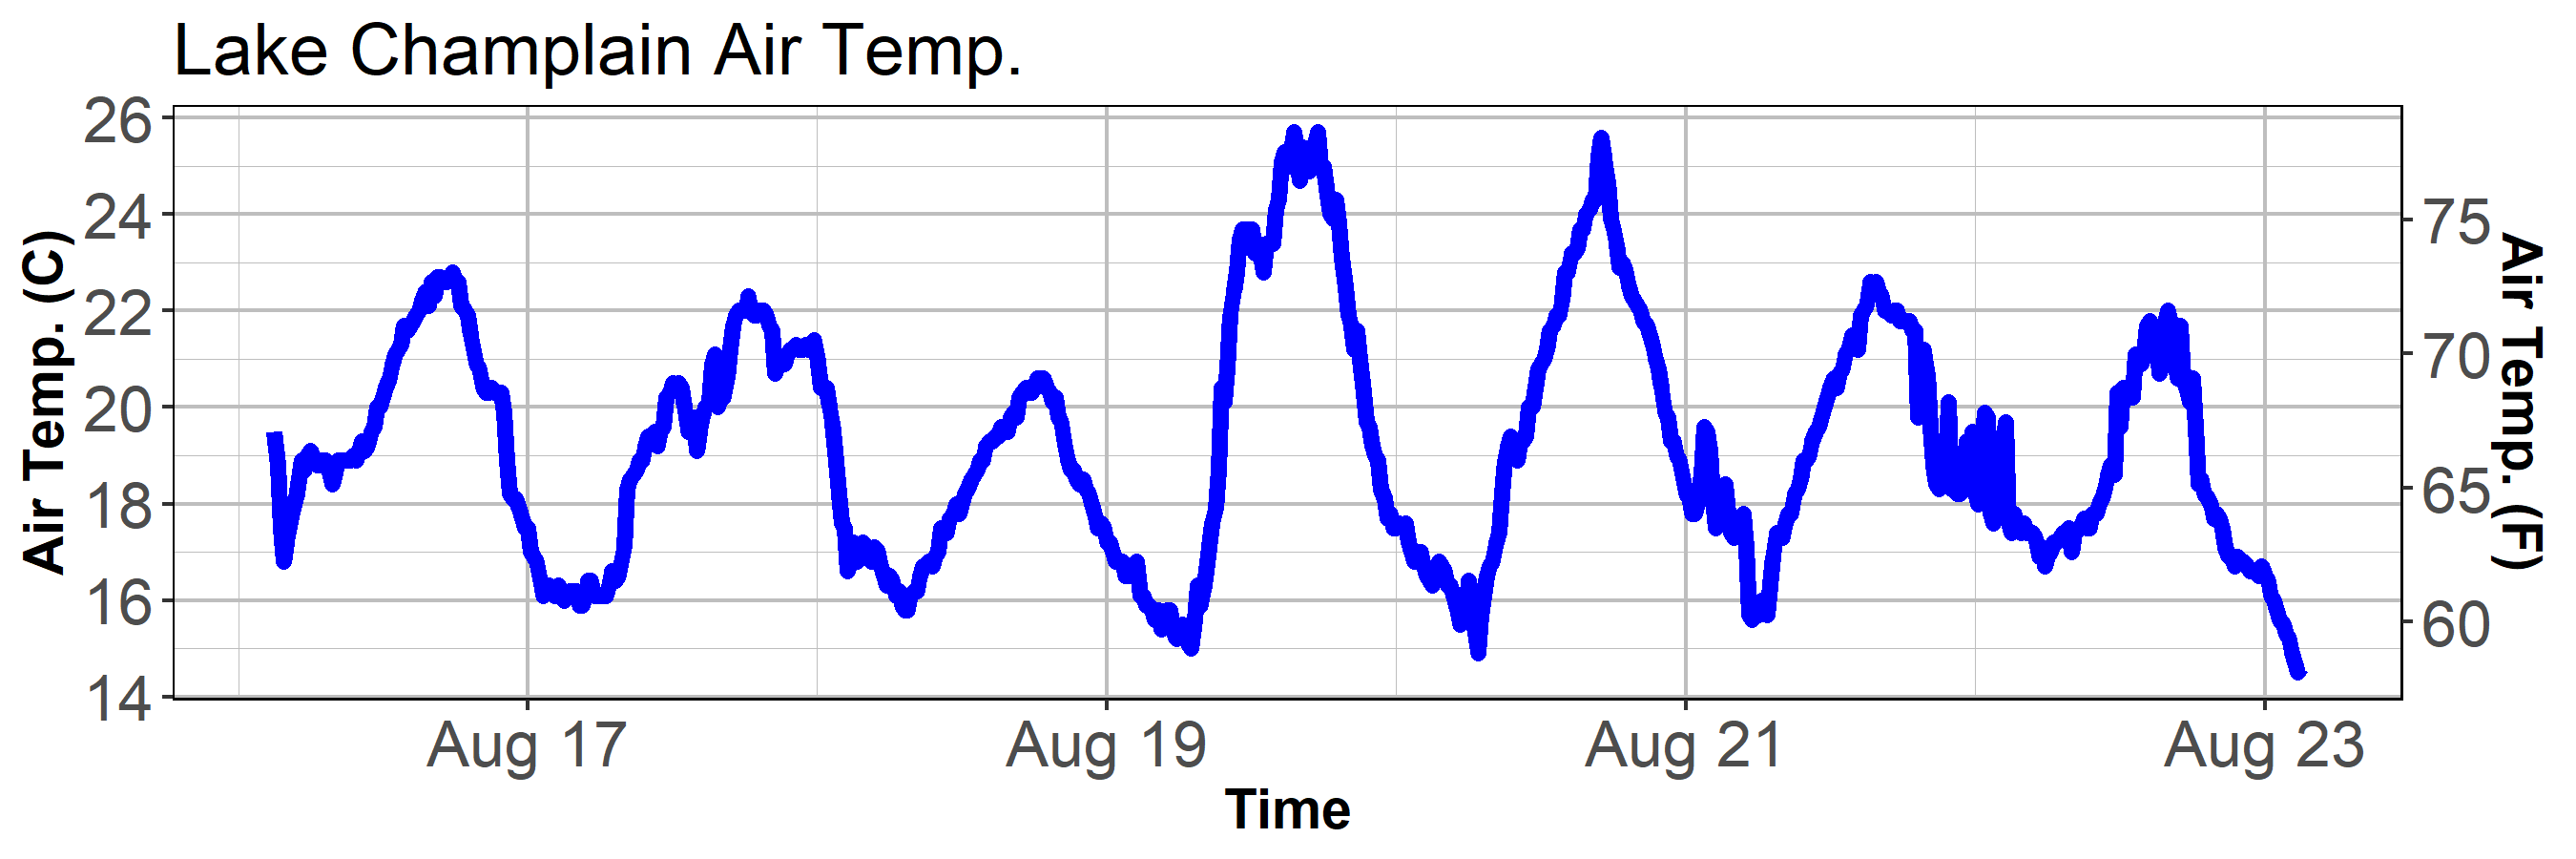 Lake Champlain Air Temp.
Air Temp. (C)
26
24
22
20
18
16
14
75
70
65
60
Air Temp. (F)
Aug 17
Aug 19
Aug 21
Aug 23
Time